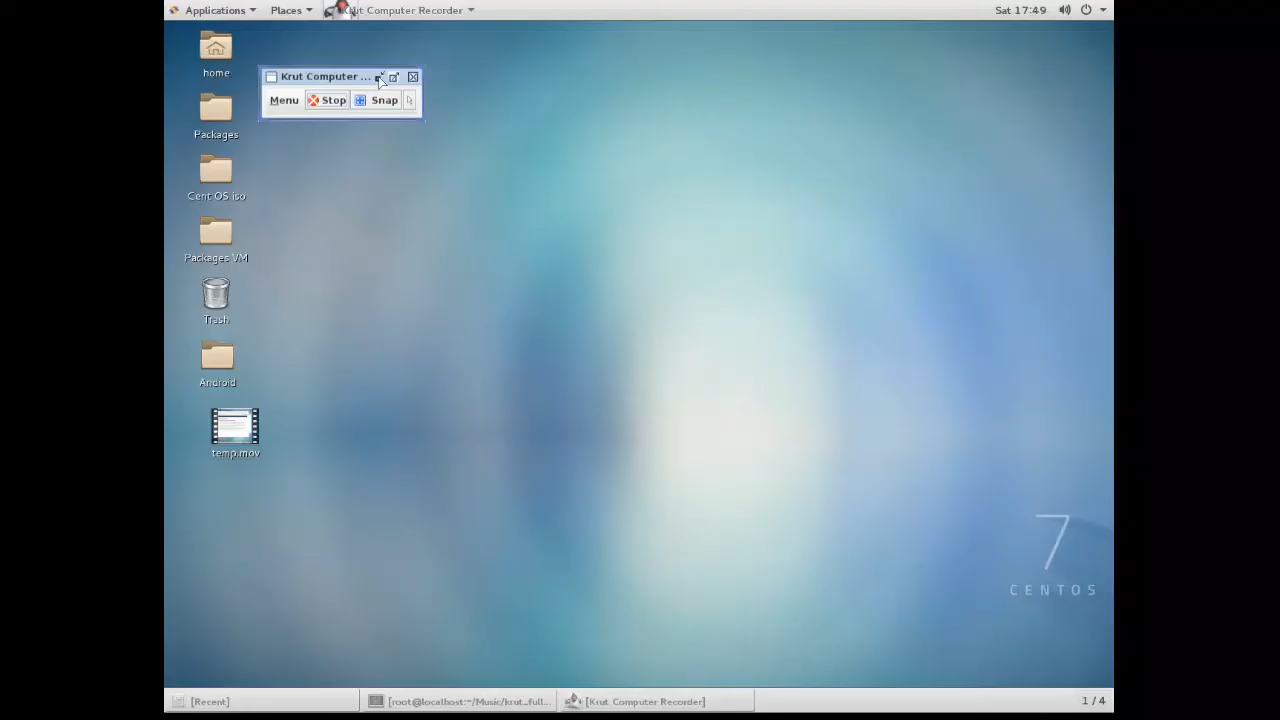 Applications Places Krut Computer Recorder Sat 17:49
home
Krut Computer ...
Menu Stop Snap
Packages
Cent OS iso
Packages VM
Trash
Android
temp.mov
7
CENTOS
[Recent] [root@localhost:~/Music/krut_full... [Krut Computer Recorder] 1 / 4